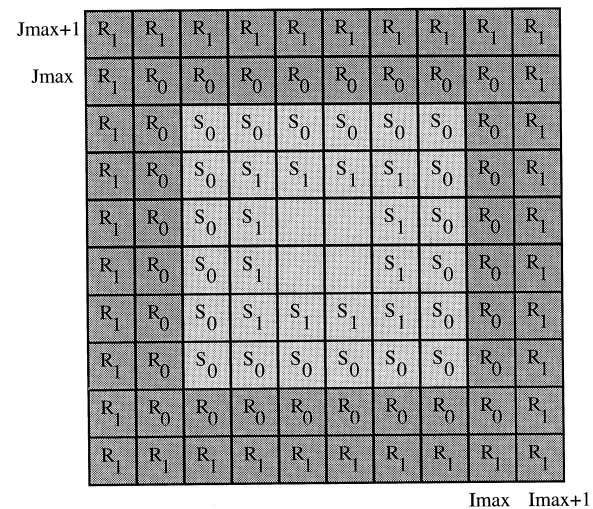 Jmax+1 R1 R1 R1 R1 R1 R1 R1 R1 R1 R1
Jmax R1 R0 R0 R0 R0 R0 R0 R0 R0 R1
R1 R0 S0 S0 S0 S0 S0 S0 R0 R1
R1 R0 S0 S1 S1 S1 S1 S0 R0 R1
R1 R0 S0 S1 S1 S0 R0 R1
R1 R0 S0 S1 S1 S0 R0 R1
R1 R0 S0 S1 S1 S1 S1 S0 R0 R1
R1 R0 S0 S0 S0 S0 S0 S0 R0 R1
R1 R0 R0 R0 R0 R0 R0 R0 R0 R1
R1 R1 R1 R1 R1 R1 R1 R1 R1 R1
Imax Imax+1